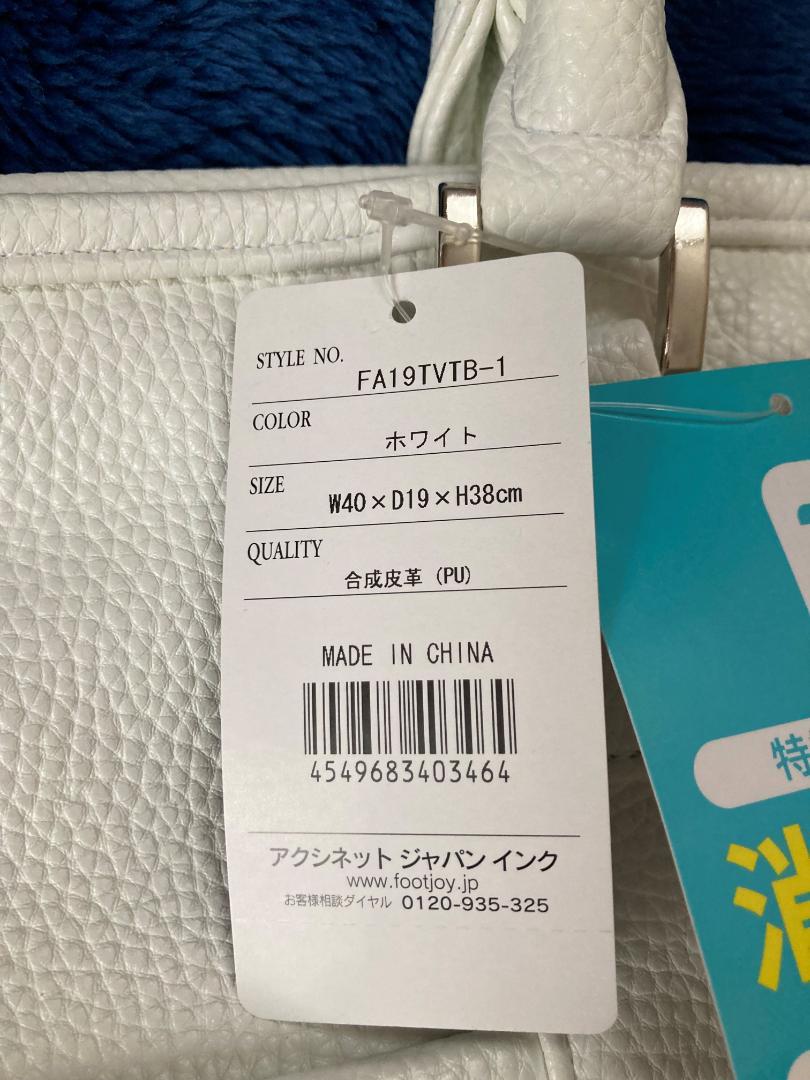 STYLE NO.
FA19TVTB-1
COLOR
ホワイト
SIZE
W40×D19×H38cm
QUALITY
合成皮革 (PU)
MADE IN CHINA
4549683403464
アクシネット ジャパン インク
www.footjoy.jp
お客様相談ダイヤル 0120-935-325
特
消